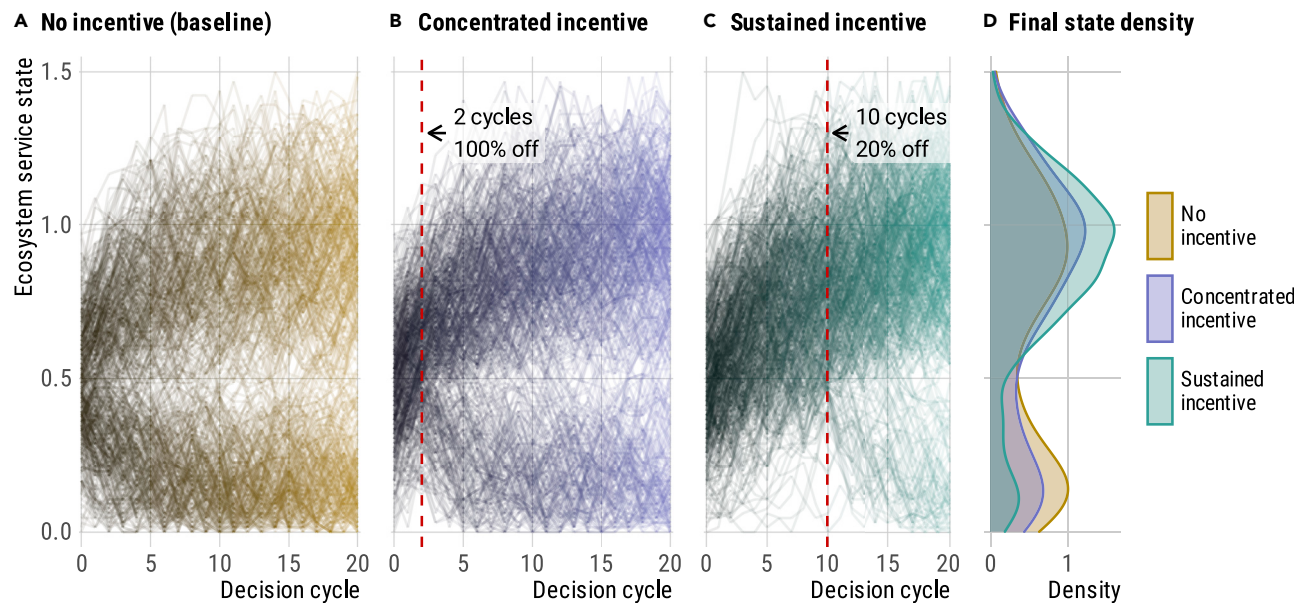 A No incentive (baseline)
B Concentrated incentive
C Sustained incentive
D Final state density
Ecosystem service state
1.5
1.0
0.5
0.0
2 cycles
100% off
10 cycles
20% off
0 5 10 15 20
Decision cycle
0 5 10 15 20
Decision cycle
0 5 10 15 20
Decision cycle
0 1
Density
No
incentive
Concentrated
incentive
Sustained
incentive